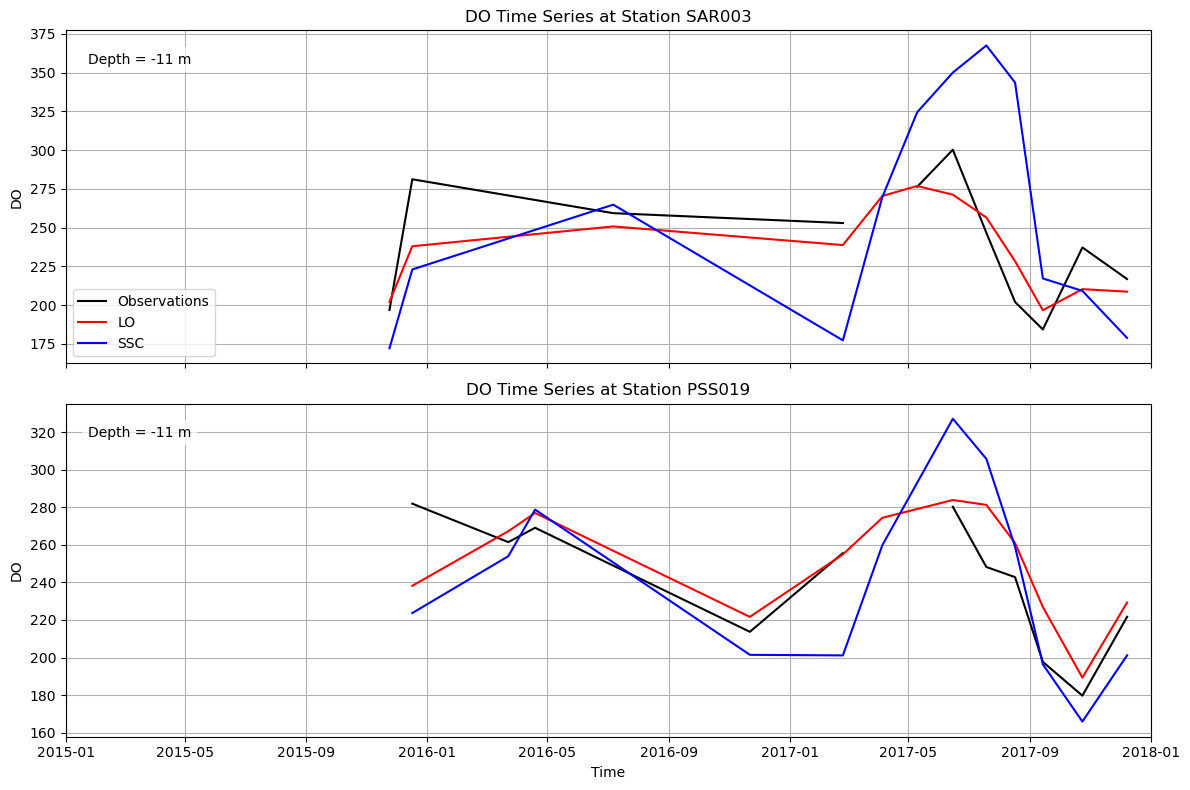 DO Time Series at Station SAR003
375
350
325
300
275
250
225
200
175
DO
Depth = -11 m
Observations
LO
SSC
DO Time Series at Station PSS019
320
300
280
260
240
220
200
180
160
DO
Depth = -11 m
2015-01 2015-05 2015-09 2016-01 2016-05 2016-09 2017-01 2017-05 2017-09 2018-01
Time